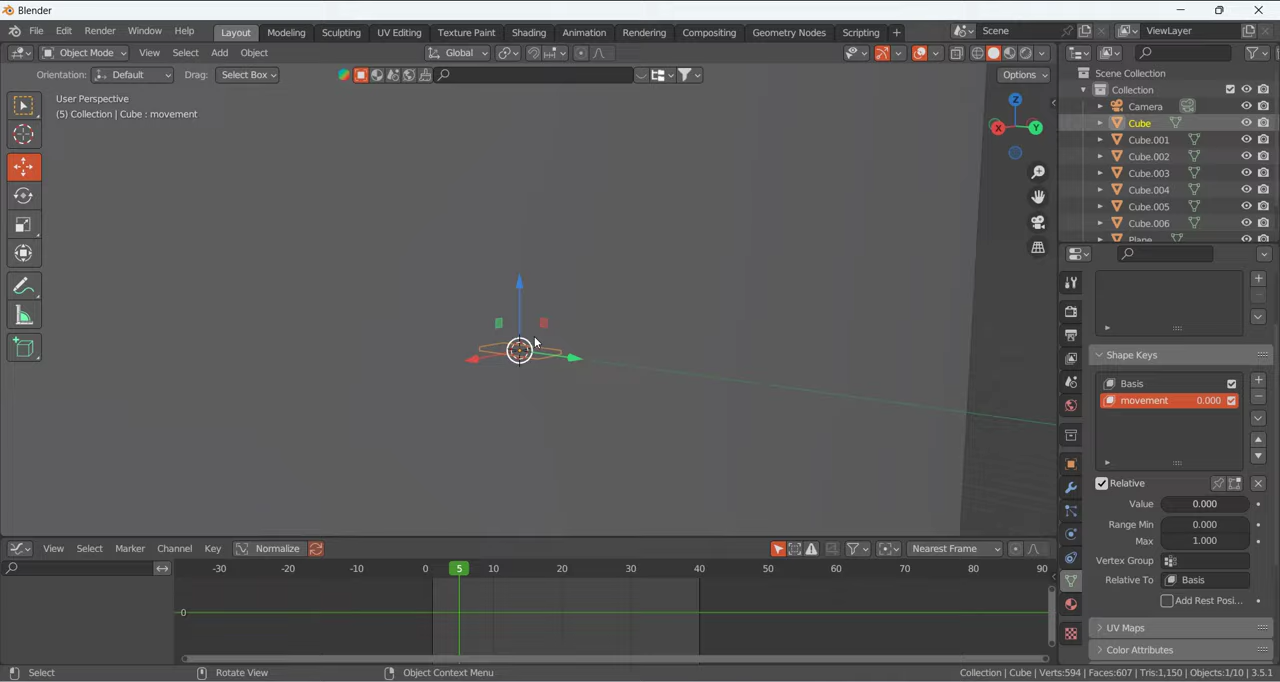 Blender
File Edit Render Window Help Layout Modeling Sculpting UV Editing Texture Paint Shading Animation Rendering Compositing Geometry Nodes Scripting + Scene ViewLayer
Object Mode View Select Add Object Global
Orientation: Default Drag: Select Box Options
User Perspective
(5) Collection | Cube : movement
Z
X Y
Scene Collection
Collection
Camera
Cube
Cube.001
Cube.002
Cube.003
Cube.004
Cube.005
Cube.006
Plane
Shape Keys
Basis
movement 0.000
Relative
Value 0.000
Range Min 0.000
Max 1.000
Vertex Group
Relative To Basis
Add Rest Posi...
UV Maps
Color Attributes
View Select Marker Channel Key Normalize Nearest Frame
-30 -20 -10 0 5 10 20 30 40 50 60 70 80 90
0
Select Rotate View Object Context Menu Collection | Cube | Verts:594 | Faces:607 | Tris:1,150 | Objects:1/10 | 3.5.1